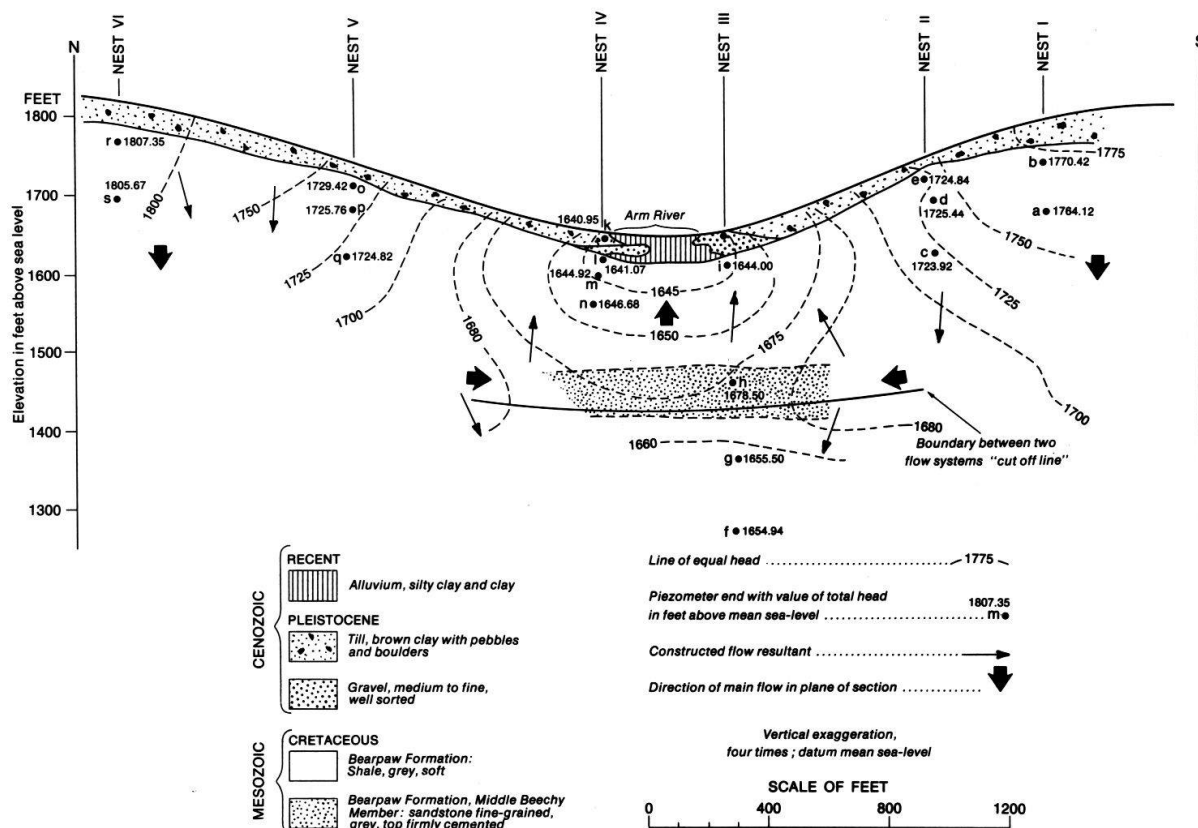 NEST VI
NEST V
NEST IV
NEST III
NEST II
NEST I
N
S
FEET
Elevation in feet above sea level
1800
1700
1600
1500
1400
1300
r 1807.35
1805.67
s
1800
1750
1729.42 o
1725.76 p
q 1724.82
1725
1700
1680
1640.95
k
Arm River
l
1641.07
1644.92
m
n 1646.68
i 1644.00
1645
1650
1675
h
1678.50
1660
g 1655.50
f 1654.94
1680
e 1724.84
d
1725.44
c
1723.92
b
1770.42
1775
a 1764.12
1750
1725
1700
Boundary between two
flow systems "cut off line"
CENOZOIC
RECENT
Alluvium, silty clay and clay
PLEISTOCENE
Till, brown clay with pebbles
and boulders
Gravel, medium to fine,
well sorted
MESOZOIC
CRETACEOUS
Bearpaw Formation:
Shale, grey, soft
Bearpaw Formation, Middle Beechy
Member: sandstone fine-grained,
grey, top firmly cemented
Line of equal head 1775
Piezometer end with value of total head
in feet above mean sea-level
1807.35
m
Constructed flow resultant
Direction of main flow in plane of section
Vertical exaggeration,
four times; datum mean sea-level
SCALE OF FEET
0 400 800 1200